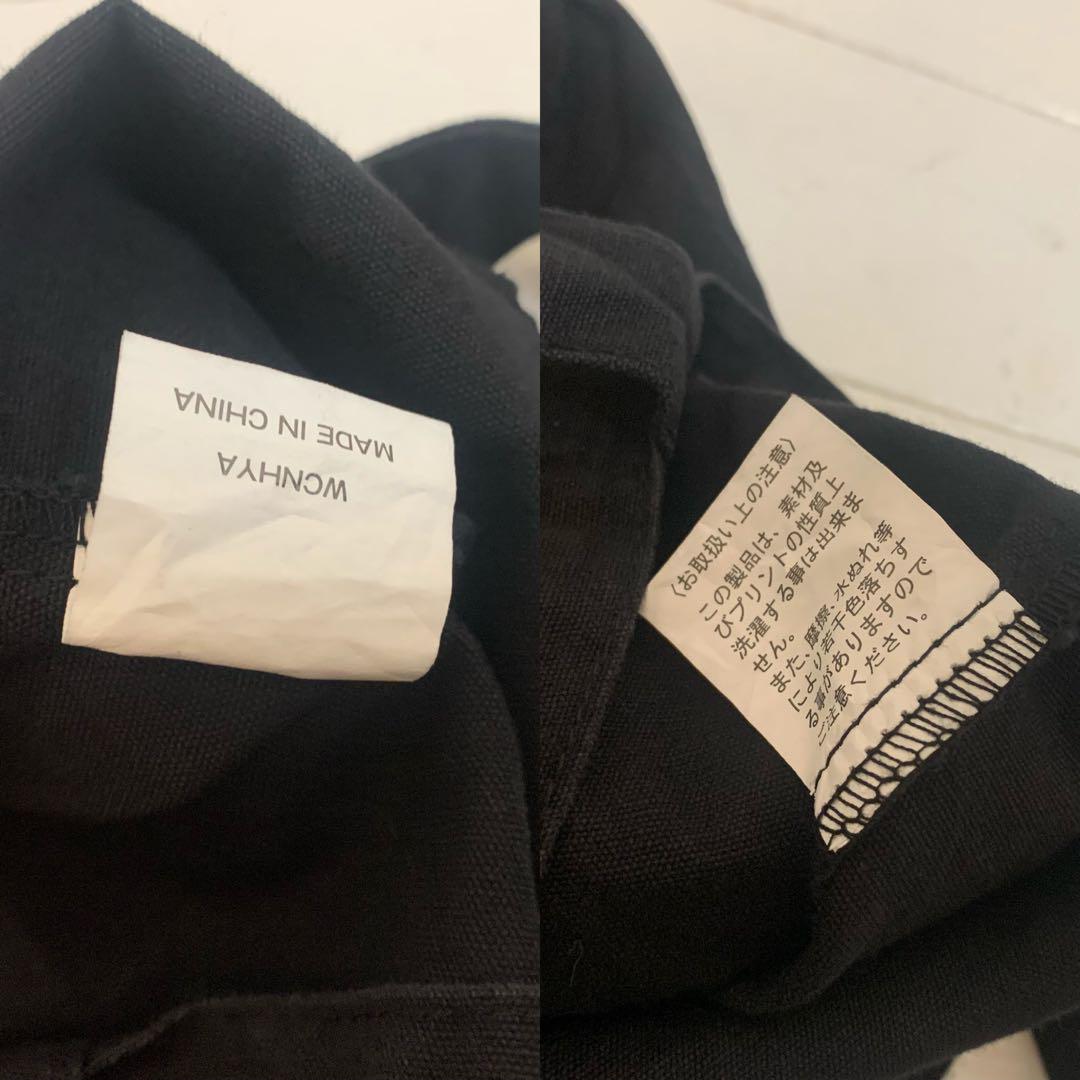 WCNHYA
MADE IN CHINA
〈お取扱い上の注意〉
この製品は、素材及
びプリントの性質上
洗濯する事は出来ま
せん。
また、摩擦、水ぬれ等
により若干色落ちす
る事がありますので
ご注意ください。